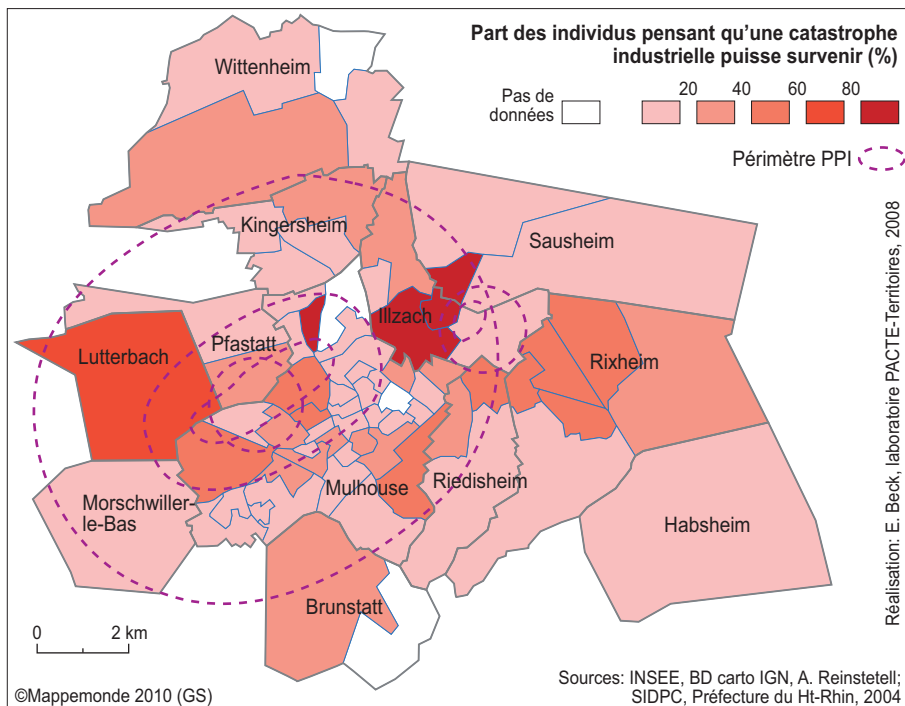 Part des individus pensant qu'une catastrophe
industrielle puisse survenir (%)
Pas de
données
20 40 60 80
Périmètre PPI
Wittenheim
Kingersheim
Sausheim
Illzach
Pfastatt
Lutterbach
Rixheim
Morschwiller-
le-Bas
Mulhouse
Riedisheim
Habsheim
Brunstatt
0 2 km
Réalisation: E. Beck, laboratoire PACTE-Territoires, 2008
©Mappemonde 2010 (GS)
Sources: INSEE, BD carto IGN, A. Reinstetell;
SIDPC, Préfecture du Ht-Rhin, 2004